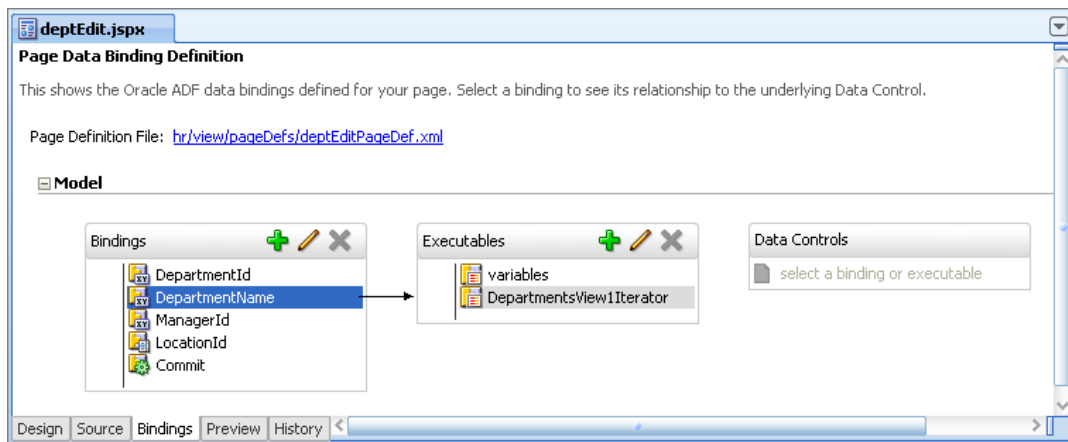 deptEdit.jspx
Page Data Binding Definition
This shows the Oracle ADF data bindings defined for your page. Select a binding to see its relationship to the underlying Data Control.
Page Definition File: hr/view/pageDefs/deptEditPageDef.xml
Model
Bindings
DepartmentId
DepartmentName
ManagerId
LocationId
Commit
Executables
variables
DepartmentsView1Iterator
Data Controls
select a binding or executable
Design Source Bindings Preview History